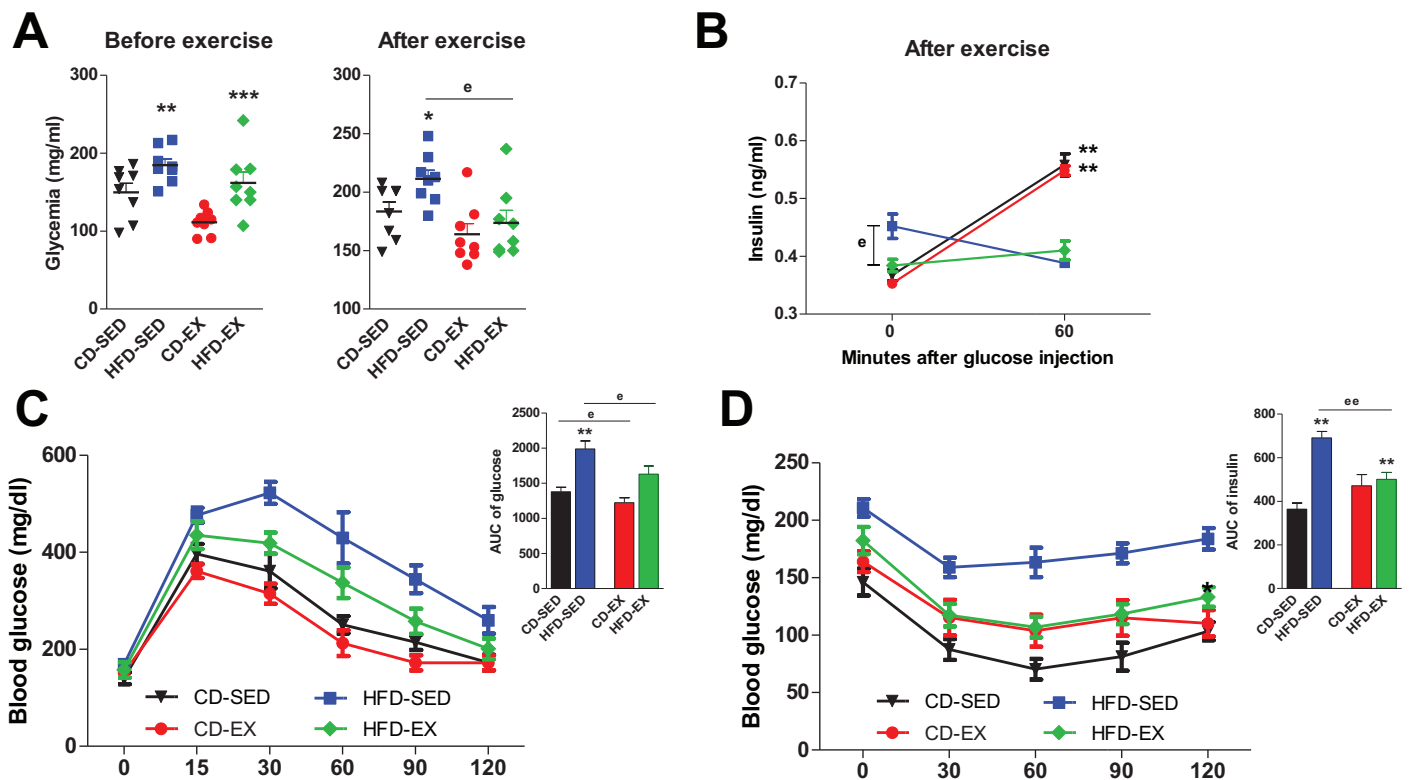 A
Before exercise
After exercise
Glycemia (mg/ml)
300
200
100
0
**
***
CD-SED
HFD-SED
CD-EX
HFD-EX
300
250
200
150
100
*
e
CD-SED
HFD-SED
CD-EX
HFD-EX
B
After exercise
Insulin (ng/ml)
0.7
0.6
0.5
0.4
0.3
e
**
**
0
60
Minutes after glucose injection
C
Blood glucose (mg/dl)
600
400
200
0
0
15
30
60
90
120
CD-SED
HFD-SED
CD-EX
HFD-EX
AUC of glucose
2500
2000
1500
1000
500
0
e
e
**
CD-SED
HFD-SED
CD-EX
HFD-EX
D
Blood glucose (mg/dl)
250
200
150
100
50
0
0
30
60
90
120
*
CD-SED
HFD-SED
CD-EX
HFD-EX
AUC of insulin
800
600
400
200
0
ee
**
**
CD-SED
HFD-SED
CD-EX
HFD-EX